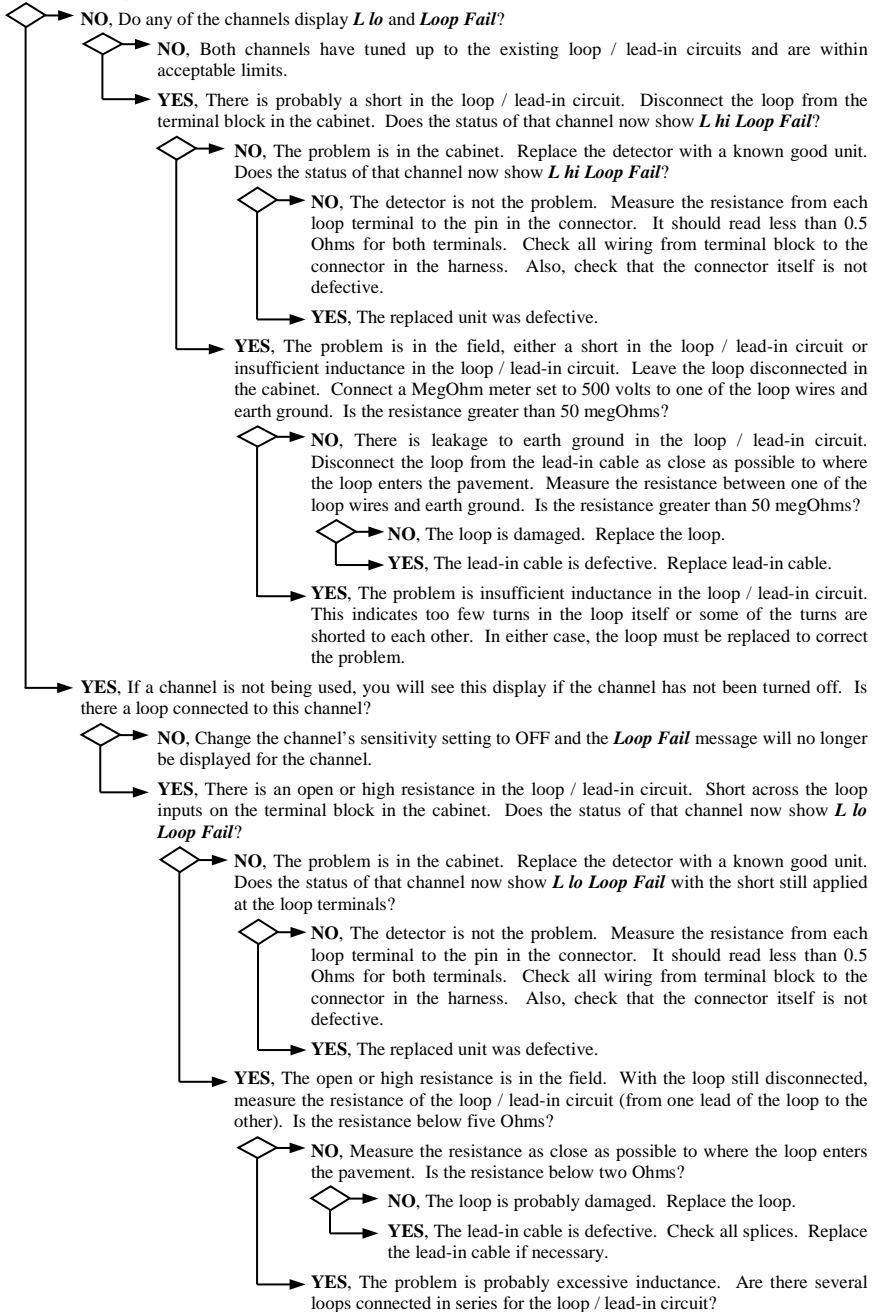 NO, Do any of the channels display L lo and Loop Fail?
NO, Both channels have tuned up to the existing loop / lead-in circuits and are within
acceptable limits.
YES, There is probably a short in the loop / lead-in circuit. Disconnect the loop from the
terminal block in the cabinet. Does the status of that channel now show L hi Loop Fail?
NO, The problem is in the cabinet. Replace the detector with a known good unit.
Does the status of that channel now show L hi Loop Fail?
NO, The detector is not the problem. Measure the resistance from each
loop terminal to the pin in the connector. It should read less than 0.5
Ohms for both terminals. Check all wiring from terminal block to the
connector in the harness. Also, check that the connector itself is not
defective.
YES, The replaced unit was defective.
YES, The problem is in the field, either a short in the loop / lead-in circuit or
insufficient inductance in the loop / lead-in circuit. Leave the loop disconnected in
the cabinet. Connect a MegOhm meter set to 500 volts to one of the loop wires and
earth ground. Is the resistance greater than 50 megOhms?
NO, There is leakage to earth ground in the loop / lead-in circuit.
Disconnect the loop from the lead-in cable as close as possible to where
the loop enters the pavement. Measure the resistance between one of the
loop wires and earth ground. Is the resistance greater than 50 megOhms?
NO, The loop is damaged. Replace the loop.
YES, The lead-in cable is defective. Replace lead-in cable.
YES, The problem is insufficient inductance in the loop / lead-in circuit.
This indicates too few turns in the loop itself or some of the turns are
shorted to each other. In either case, the loop must be replaced to correct
the problem.
YES, If a channel is not being used, you will see this display if the channel has not been turned off. Is
there a loop connected to this channel?
NO, Change the channel's sensitivity setting to OFF and the Loop Fail message will no longer
be displayed for the channel.
YES, There is an open or high resistance in the loop / lead-in circuit. Short across the loop
inputs on the terminal block in the cabinet. Does the status of that channel now show L lo
Loop Fail?
NO, The problem is in the cabinet. Replace the detector with a known good unit.
Does the status of that channel now show L lo Loop Fail with the short still applied
at the loop terminals?
NO, The detector is not the problem. Measure the resistance from each
loop terminal to the pin in the connector. It should read less than 0.5
Ohms for both terminals. Check all wiring from terminal block to the
connector in the harness. Also, check that the connector itself is not
defective.
YES, The replaced unit was defective.
YES, The open or high resistance is in the field. With the loop still disconnected,
measure the resistance of the loop / lead-in circuit (from one lead of the loop to the
other). Is the resistance below five Ohms?
NO, Measure the resistance as close as possible to where the loop enters
the pavement. Is the resistance below two Ohms?
NO, The loop is probably damaged. Replace the loop.
YES, The lead-in cable is defective. Check all splices. Replace
the lead-in cable if necessary.
YES, The problem is probably excessive inductance. Are there several
loops connected in series for the loop / lead-in circuit?